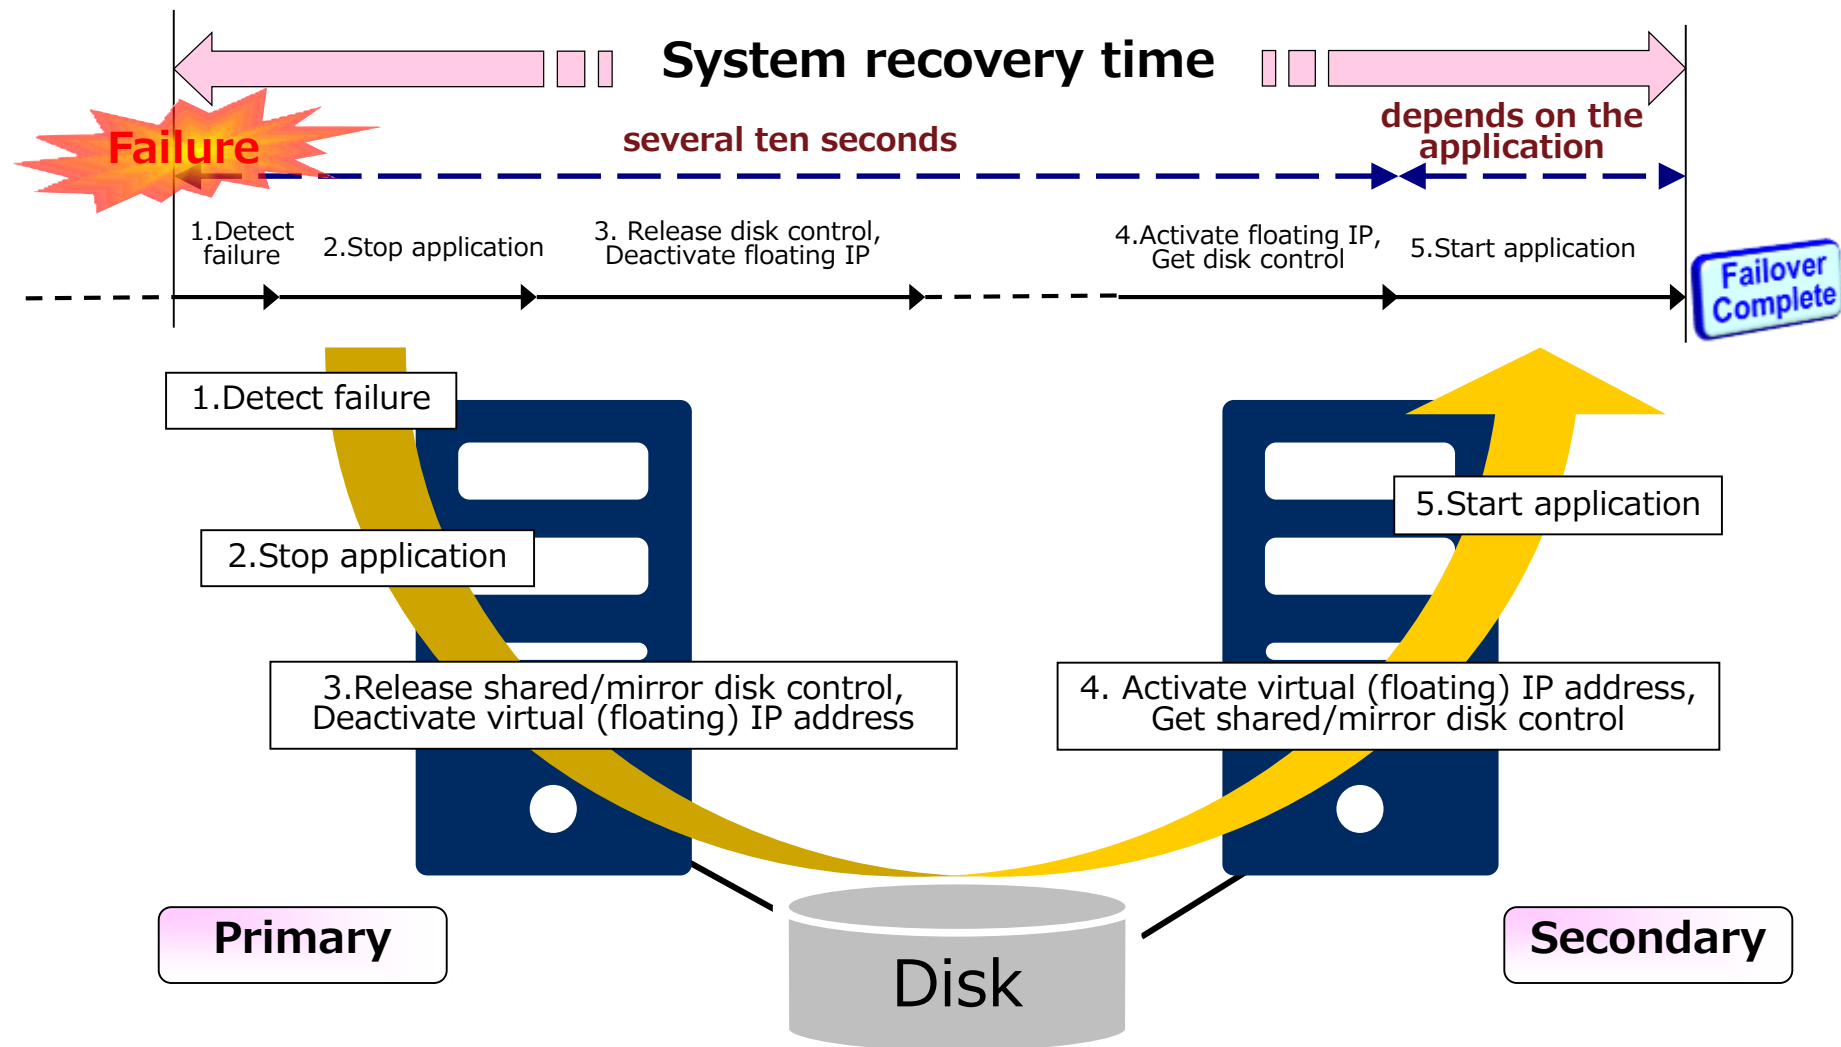 System recovery time
Failure
several ten seconds
depends on the
application
1.Detect
failure
2.Stop application
3. Release disk control,
Deactivate floating IP
4.Activate floating IP,
Get disk control
5.Start application
Failover
Complete
1.Detect failure
2.Stop application
3.Release shared/mirror disk control,
Deactivate virtual (floating) IP address
4. Activate virtual (floating) IP address,
Get shared/mirror disk control
5.Start application
Primary
Disk
Secondary